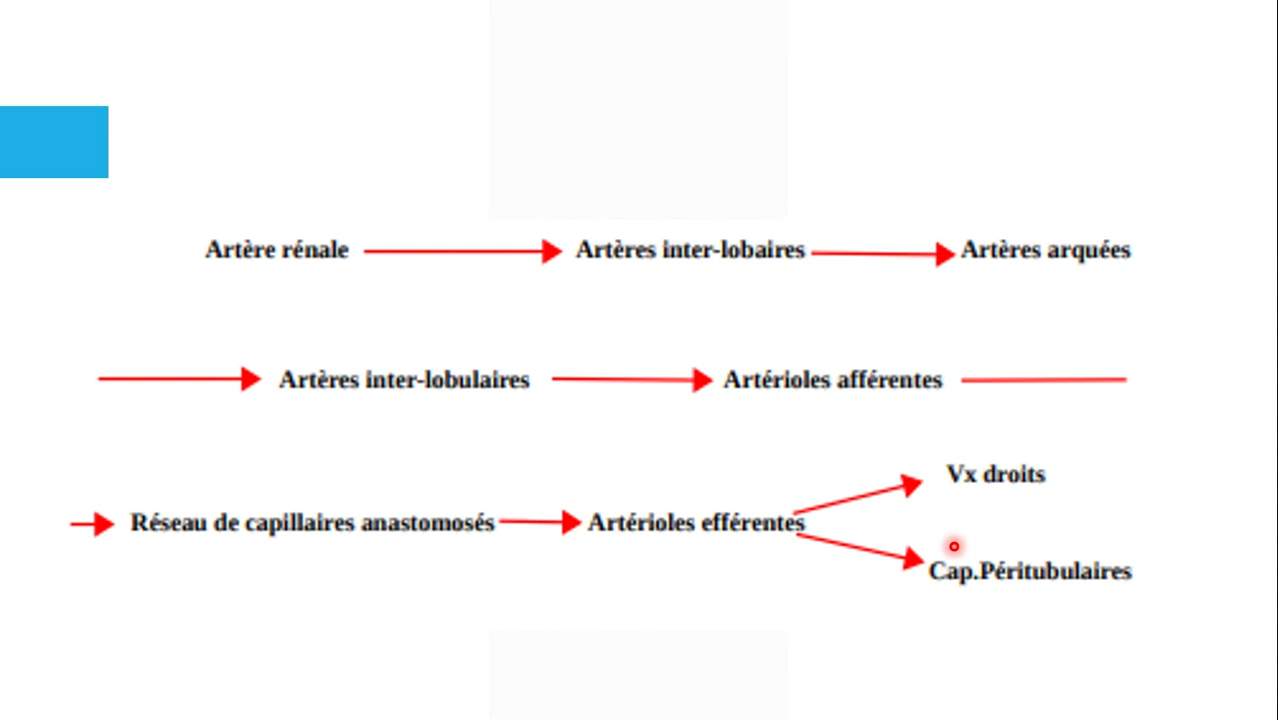 Artère rénale Artères inter-lobaires Artères arquées
Artères inter-lobulaires Artérioles afférentes
Vx droits
Réseau de capillaires anastomosés Artérioles efférentes
Cap.Péritubulaires